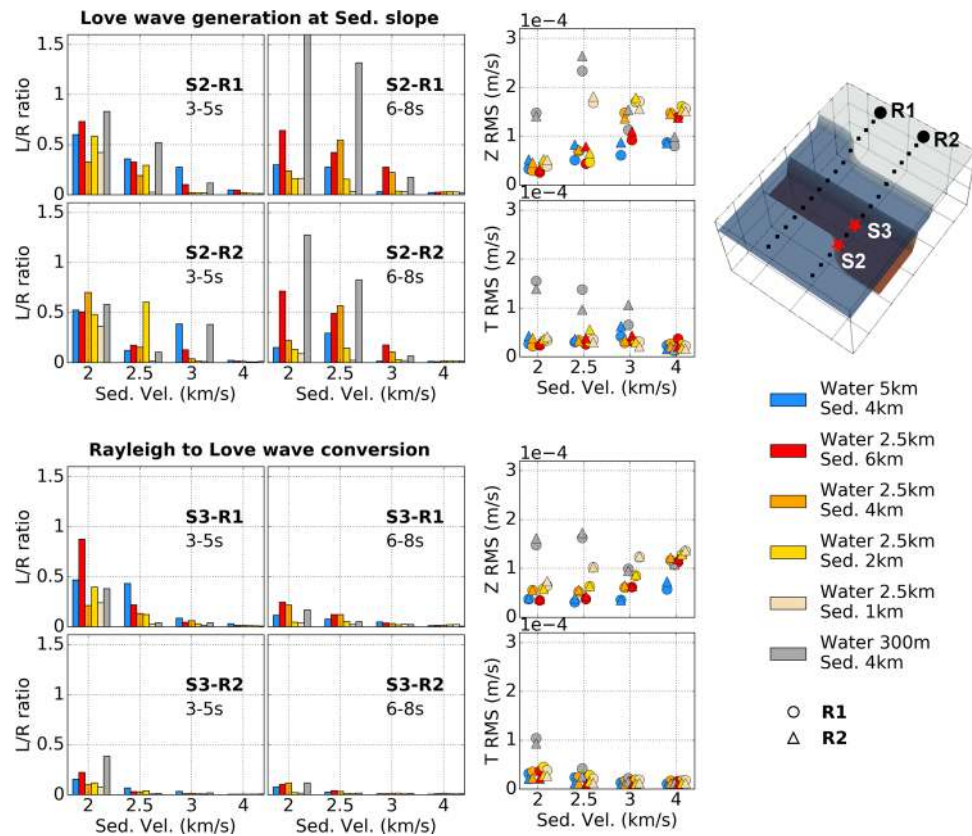 Love wave generation at Sed. slope
1.5
1
0.5
0
L/R ratio
S2-R1
3-5s
S2-R1
6-8s
1.5
1
0.5
0
L/R ratio
S2-R2
3-5s
S2-R2
6-8s
2 2.5 3 4
2 2.5 3 4
Sed. Vel. (km/s)
Sed. Vel. (km/s)
1e−4
3
2
1
0
Z RMS (m/s)
1e−4
3
2
1
0
T RMS (m/s)
2 2.5 3 4
Sed. Vel. (km/s)
R1
R2
S3
S2
Rayleigh to Love wave conversion
1.5
1
0.5
0
L/R ratio
S3-R1
3-5s
S3-R1
6-8s
1.5
1
0.5
0
L/R ratio
S3-R2
3-5s
S3-R2
6-8s
2 2.5 3 4
2 2.5 3 4
Sed. Vel. (km/s)
Sed. Vel. (km/s)
1e−4
3
2
1
0
Z RMS (m/s)
1e−4
3
2
1
0
T RMS (m/s)
2 2.5 3 4
Sed. Vel. (km/s)
Water 5km
Sed. 4km
Water 2.5km
Sed. 6km
Water 2.5km
Sed. 4km
Water 2.5km
Sed. 2km
Water 2.5km
Sed. 1km
Water 300m
Sed. 4km
R1
R2